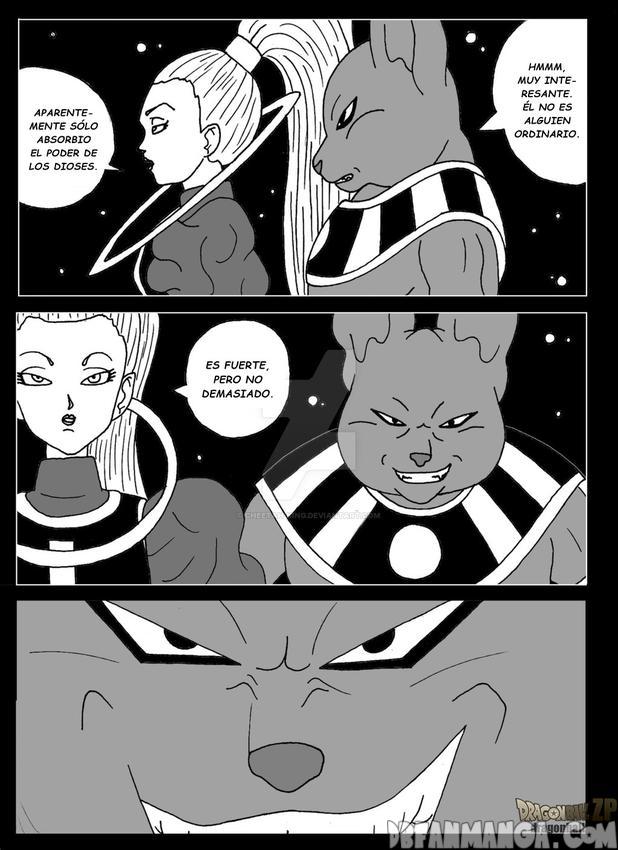 APARENTE-
MENTE SÓLO
ABSORBIO
EL PODER DE
LOS DIOSES.
HMMM,
MUY INTE-
RESANTE.
ÉL NO ES
ALGUIEN
ORDINARIO.
ES FUERTE,
PERO NO
DEMASIADO.
DRAGONBALL ZP
DBFANMANGA.COM